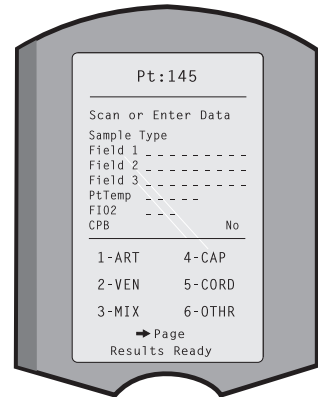 Pt:145
Scan or Enter Data
Sample Type
Field 1 _ _ _ _ _ _ _ _ _
Field 2 _ _ _ _ _ _ _ _ _
Field 3 _ _ _ _ _ _ _ _ _
PtTemp _ _ _ _ _
FIO2 _ _ _
CPB No
1-ART 4-CAP
2-VEN 5-CORD
3-MIX 6-OTHR
➔Page
Results Ready